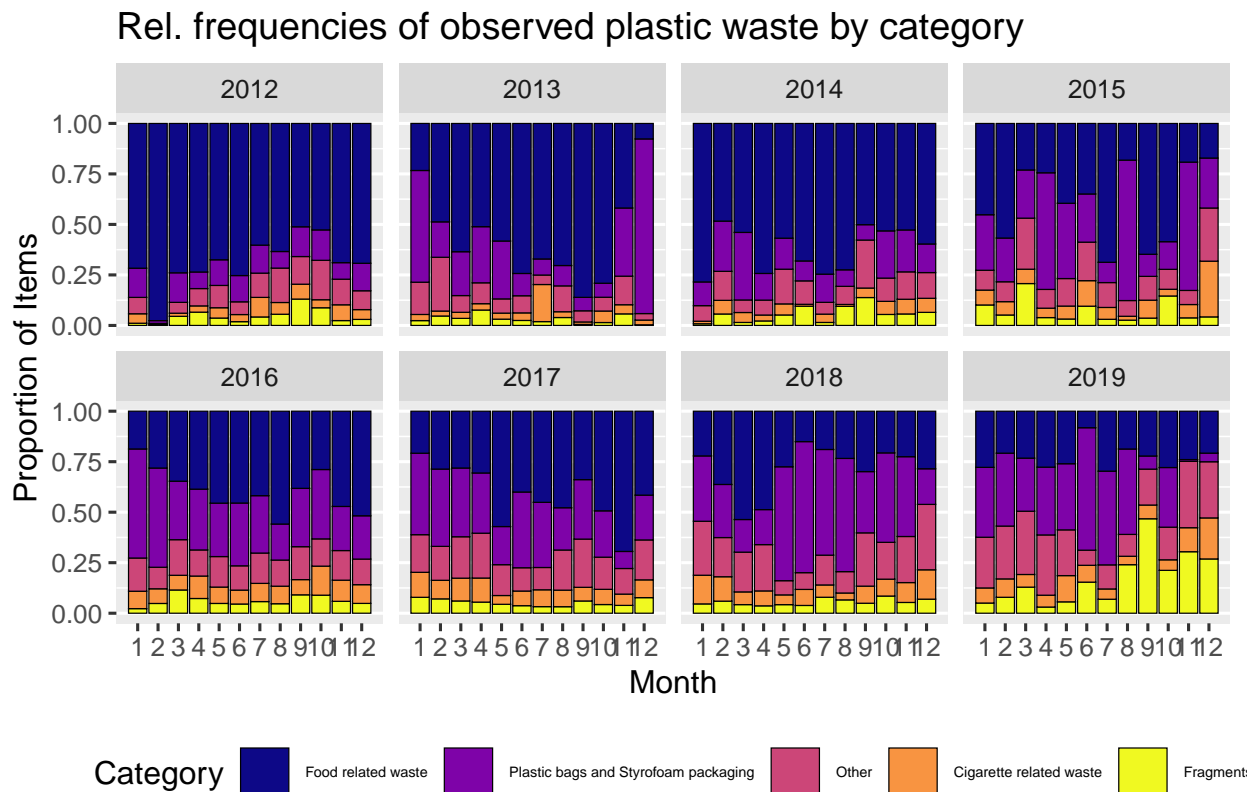 Rel. frequencies of observed plastic waste by category
2012 2013 2014 2015
1.00
0.75
0.50
0.25
0.00
2016 2017 2018 2019
1.00
0.75
0.50
0.25
0.00
Proportion of Items
1 2 3 4 5 6 7 8 9 10 11 12 1 2 3 4 5 6 7 8 9 10 11 12 1 2 3 4 5 6 7 8 9 10 11 12 1 2 3 4 5 6 7 8 9 10 11 12
Month
Category Food related waste Plastic bags and Styrofoam packaging Other Cigarette related waste Fragments